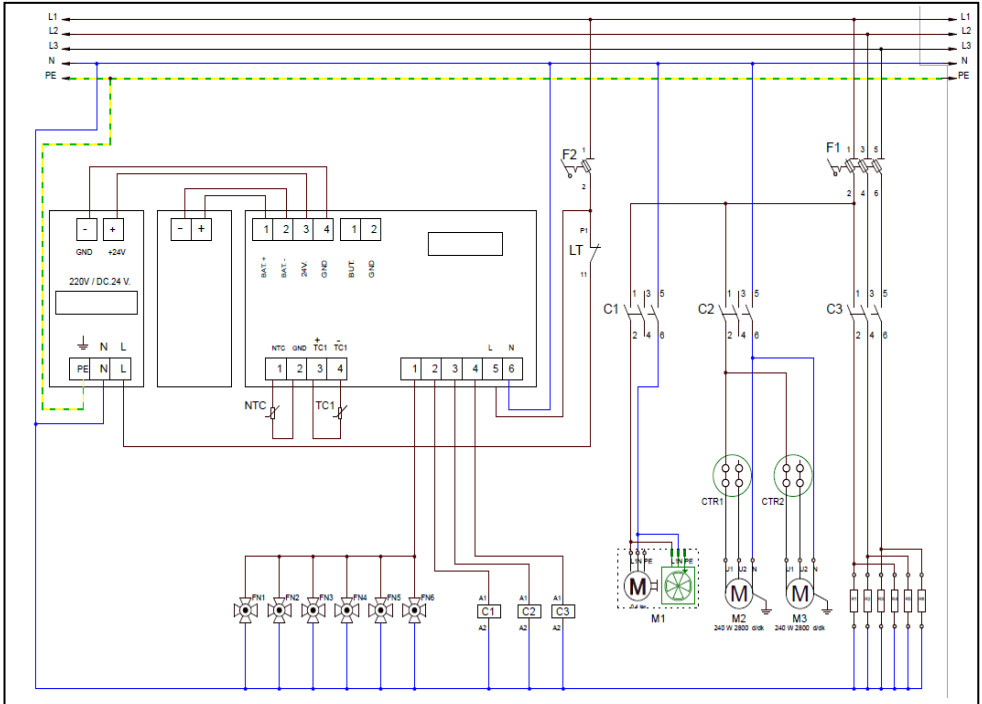 L1 L1
L2 L2
L3 L3
N N
PE PE
F2 1
2
F1 1 3 5
2 4 6
- +
GND +24V
220V / DC.24 V.
N L
PE N L
- +
1 2 3 4 1 2
BAT. + BAT. - 24V. GND BUT. GND
P1
LT
11
C1 1 3 5
2 4 6
C2 1 3 5
2 4 6
C3 1 3 5
2 4 6
NTC GND + TC1 - TC1
1 2 3 4
L N
1 2 3 4 5 6
NTC TC1
CTR1 CTR2
FN1 FN2 FN3 FN4 FN5 FN6
A1 C1 A2
A1 C2 A2
A1 C3 A2
L N PE L N PE
M
M1
U1 U2 N
M
M2
240 W 2800 d/dk
U1 U2 N
M
M3
240 W 2800 d/dk